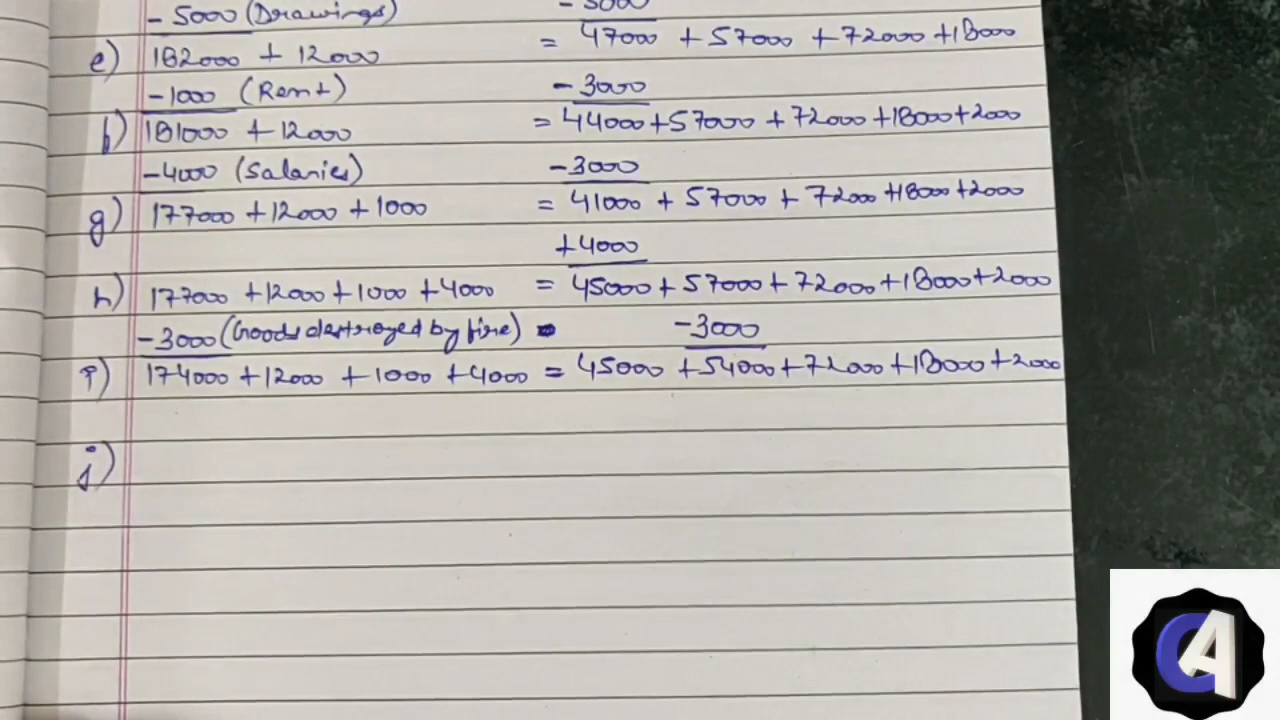 - 5000 (Drawings) - 5000
= 47000 + 57000 + 72000 + 18000
e) 182000 + 12000
-1000 (Rent) - 3000
f) 181000 + 12000 = 44000 + 57000 + 72000 + 18000 + 2000
-4000 (Salaries) - 3000
g) 177000 + 12000 + 1000 = 41000 + 57000 + 72000 + 18000 + 2000
+ 4000
h) 177000 + 12000 + 1000 + 4000 = 45000 + 57000 + 72000 + 18000 + 2000
-3000 (Goods destroyed by fire) - 3000
i) 174000 + 12000 + 1000 + 4000 = 45000 + 54000 + 72000 + 18000 + 2000
j)
CA